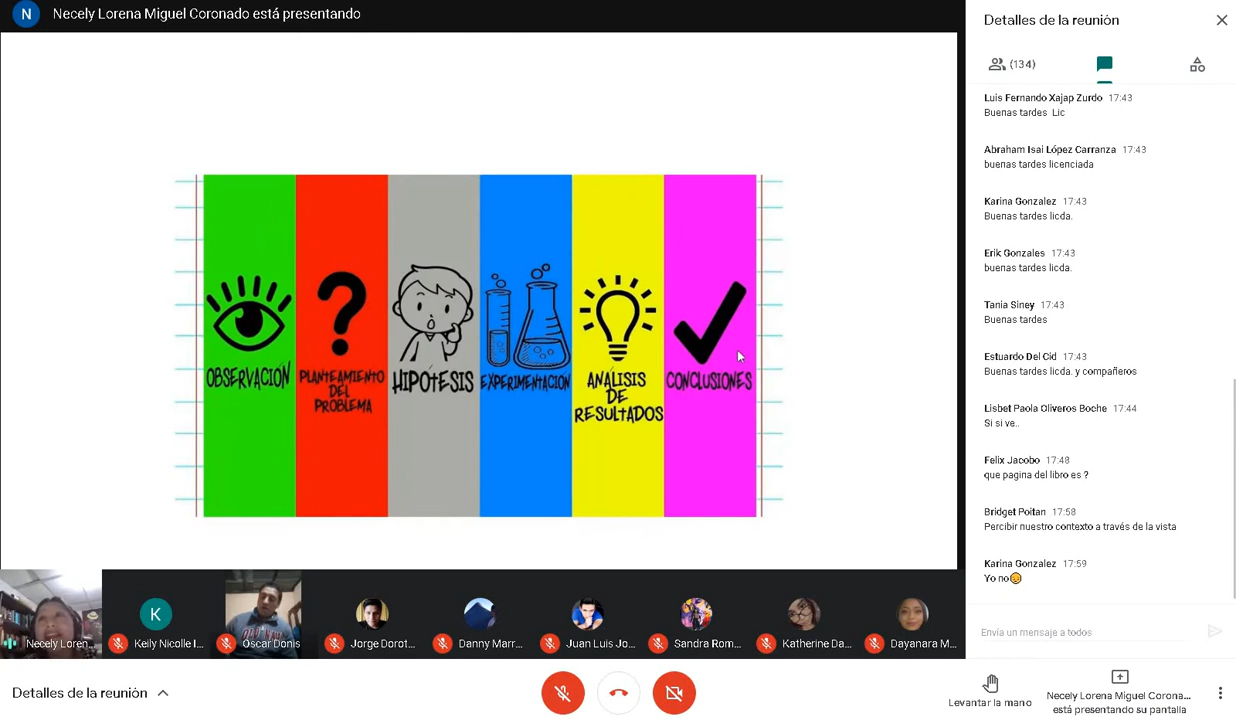 N Necely Lorena Miguel Coronado está presentando
OBSERVACIÓN
PLANTEAMIENTO
DEL
PROBLEMA
HIPÓTESIS
EXPERIMENTACIÓN
ANÁLISIS
DE
RESULTADOS
CONCLUSIONES
Necely Loren...
K
Keily Nicolle I...
Oscar Donis
Jorge Dorot...
Danny Marr...
Juan Luis Jo...
Sandra Rom...
Katherine Da...
Dayanara M...
Detalles de la reunión
(134)
Luis Fernando Xajap Zurdo 17:43
Buenas tardes Lic
Abraham Isai López Carranza 17:43
buenas tardes licenciada
Karina Gonzalez 17:43
Buenas tardes licda.
Erik Gonzales 17:43
buenas tardes licda.
Tania Siney 17:43
Buenas tardes
Estuardo Del Cid 17:43
Buenas tardes licda. y compañeros
Lisbet Paola Oliveros Boche 17:44
Si si ve..
Felix Jacobo 17:48
que pagina del libro es ?
Bridget Poitan 17:58
Percibir nuestro contexto a través de la vista
Karina Gonzalez 17:59
Yo no😔
Envía un mensaje a todos
Detalles de la reunión
Levantar la mano
Necely Lorena Miguel Corona...
está presentando su pantalla